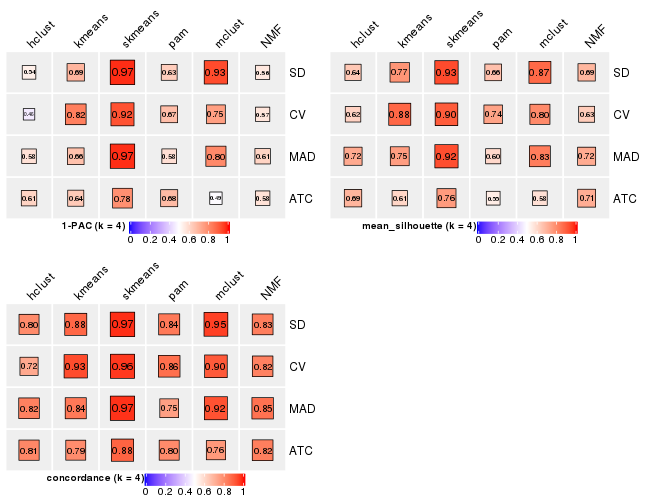 hclust kmeans skmeans pam mclust NMF
0.54 0.69 0.97 0.63 0.93 0.56 SD
0.82 0.92 0.67 0.75 0.57 CV
0.58 0.66 0.97 0.58 0.80 0.61 MAD
0.61 0.64 0.78 0.68 0.49 0.58 ATC
1-PAC (k = 4)
0 0.2 0.4 0.6 0.8 1
hclust kmeans skmeans pam mclust NMF
0.64 0.77 0.93 0.66 0.87 0.69 SD
0.62 0.88 0.90 0.74 0.80 0.63 CV
0.72 0.75 0.92 0.60 0.83 0.72 MAD
0.69 0.61 0.76 0.58 0.71 ATC
mean_silhouette (k = 4)
0 0.2 0.4 0.6 0.8 1
hclust kmeans skmeans pam mclust NMF
0.80 0.88 0.97 0.84 0.95 0.83 SD
0.72 0.93 0.96 0.86 0.90 0.82 CV
0.82 0.84 0.97 0.75 0.92 0.85 MAD
0.81 0.79 0.88 0.80 0.76 0.82 ATC
concordance (k = 4)
0 0.2 0.4 0.6 0.8 1